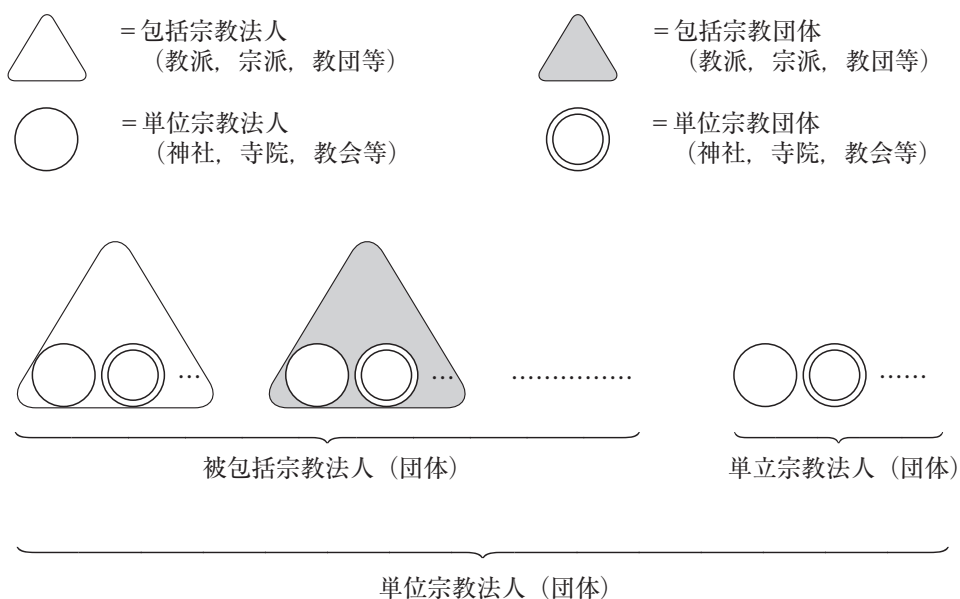 ＝包括宗教法人
（教派，宗派，教団等）
＝包括宗教団体
（教派，宗派，教団等）
＝単位宗教法人
（神社，寺院，教会等）
＝単位宗教団体
（神社，寺院，教会等）
…
…
……………
……
被包括宗教法人（団体）
単立宗教法人（団体）
単位宗教法人（団体）